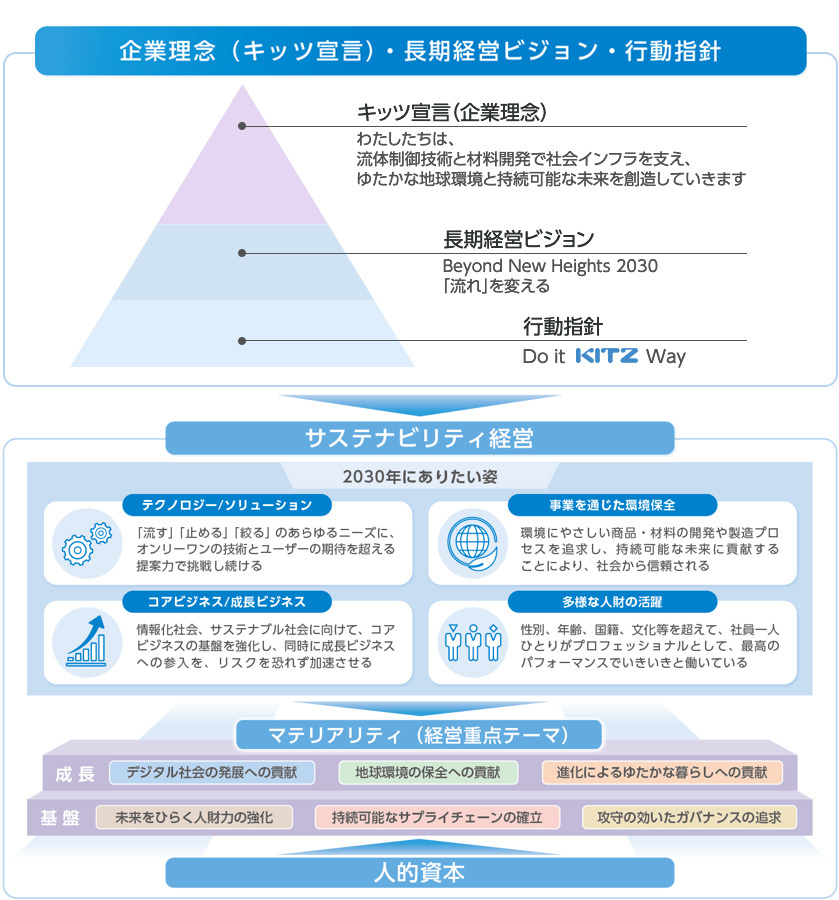 企業理念（キッツ宣言）・長期経営ビジョン・行動指針
キッツ宣言（企業理念）
わたしたちは、
流体制御技術と材料開発で社会インフラを支え、
ゆたかな地球環境と持続可能な未来を創造していきます
長期経営ビジョン
Beyond New Heights 2030
「流れ」を変える
行動指針
Do it KITZ Way
サステナビリティ経営
2030年にありたい姿
テクノロジー/ソリューション
「流す」「止める」「絞る」のあらゆるニーズに、
オンリーワンの技術とユーザーの期待を超える
提案力で挑戦し続ける
事業を通じた環境保全
環境にやさしい商品・材料の開発や製造プロ
セスを追求し、持続可能な未来に貢献する
ことにより、社会から信頼される
コアビジネス/成長ビジネス
情報化社会、サステナブル社会に向けて、コア
ビジネスの基盤を強化し、同時に成長ビジネス
への参入を、リスクを恐れず加速させる
多様な人財の活躍
性別、年齢、国籍、文化等を超えて、社員一人
ひとりがプロフェッショナルとして、最高の
パフォーマンスでいきいきと働いている
マテリアリティ（経営重点テーマ）
成長 デジタル社会の発展への貢献 地球環境の保全への貢献 進化によるゆたかな暮らしへの貢献
基盤 未来をひらく人財力の強化 持続可能なサプライチェーンの確立 攻守の効いたガバナンスの追求
人的資本